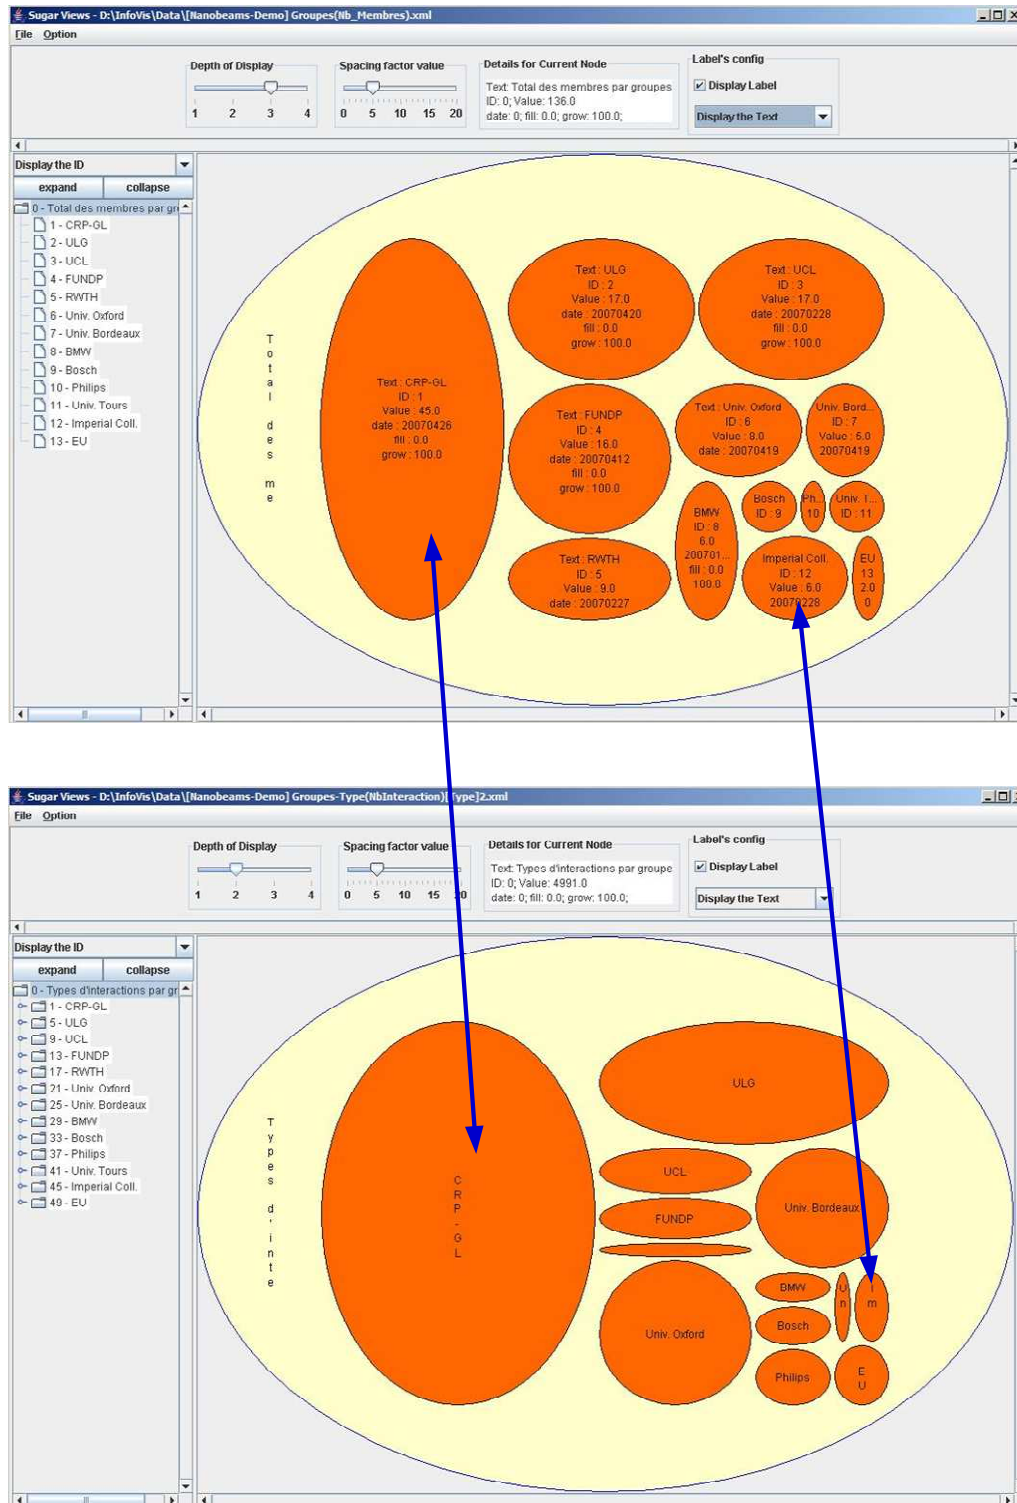 Sugar Views - D:\InfoVis\Data\[Nanobeams-Demo] Groupes(Nb_Membres).xml
File Option
Depth of Display
1 2 3 4
Spacing factor value
0 5 10 15 20
Details for Current Node
Text: Total des membres par groupes
ID: 0; Value: 136.0
date: 0; fill: 0.0; grow: 100.0;
Label's config
Display Label
Display the Text
Display the ID
expand collapse
0 - Total des membres par gr
1 - CRP-GL
2 - ULG
3 - UCL
4 - FUNDP
5 - RWTH
6 - Univ. Oxford
7 - Univ. Bordeaux
8 - BMW
9 - Bosch
10 - Philips
11 - Univ. Tours
12 - Imperial Coll.
13 - EU
Total des me
Text : CRP-GL
ID : 1
Value : 45.0
date : 20070426
fill : 0.0
grow : 100.0
Text : ULG
ID : 2
Value : 17.0
date : 20070420
fill : 0.0
grow : 100.0
Text : UCL
ID : 3
Value : 17.0
date : 20070228
fill : 0.0
grow : 100.0
Text : FUNDP
ID : 4
Value : 16.0
date : 20070412
fill : 0.0
grow : 100.0
Text : RWTH
ID : 5
Value : 9.0
date : 20070227
Text : Univ. Oxford
ID : 6
Value : 8.0
date : 20070419
Univ. Bord...
ID : 7
Value : 5.0
20070419
BMW
ID : 8
6.0
200701...
fill : 0.0
100.0
Bosch
ID : 9
Ph...
10
Univ. T...
ID : 11
Imperial Coll.
ID : 12
Value : 6.0
20070228
EU
13
2.0
0
Sugar Views - D:\InfoVis\Data\[Nanobeams-Demo] Groupes-Type(NbInteraction)[Type]2.xml
File Option
Depth of Display
1 2 3 4
Spacing factor value
0 5 10 15 20
Details for Current Node
Text: Types d'interactions par groupe
ID: 0; Value: 4991.0
date: 0; fill: 0.0; grow: 100.0;
Label's config
Display Label
Display the Text
Display the ID
expand collapse
0 - Types d'interactions par gr
1 - CRP-GL
5 - ULG
9 - UCL
13 - FUNDP
17 - RWTH
21 - Univ. Oxford
25 - Univ. Bordeaux
29 - BMW
33 - Bosch
37 - Philips
41 - Univ. Tours
45 - Imperial Coll.
49 - EU
Types d'inte
CRP-GL
ULG
UCL
FUNDP
Univ. Oxford
Univ. Bordeaux
BMW
Bosch
Philips
Un
Im
EU